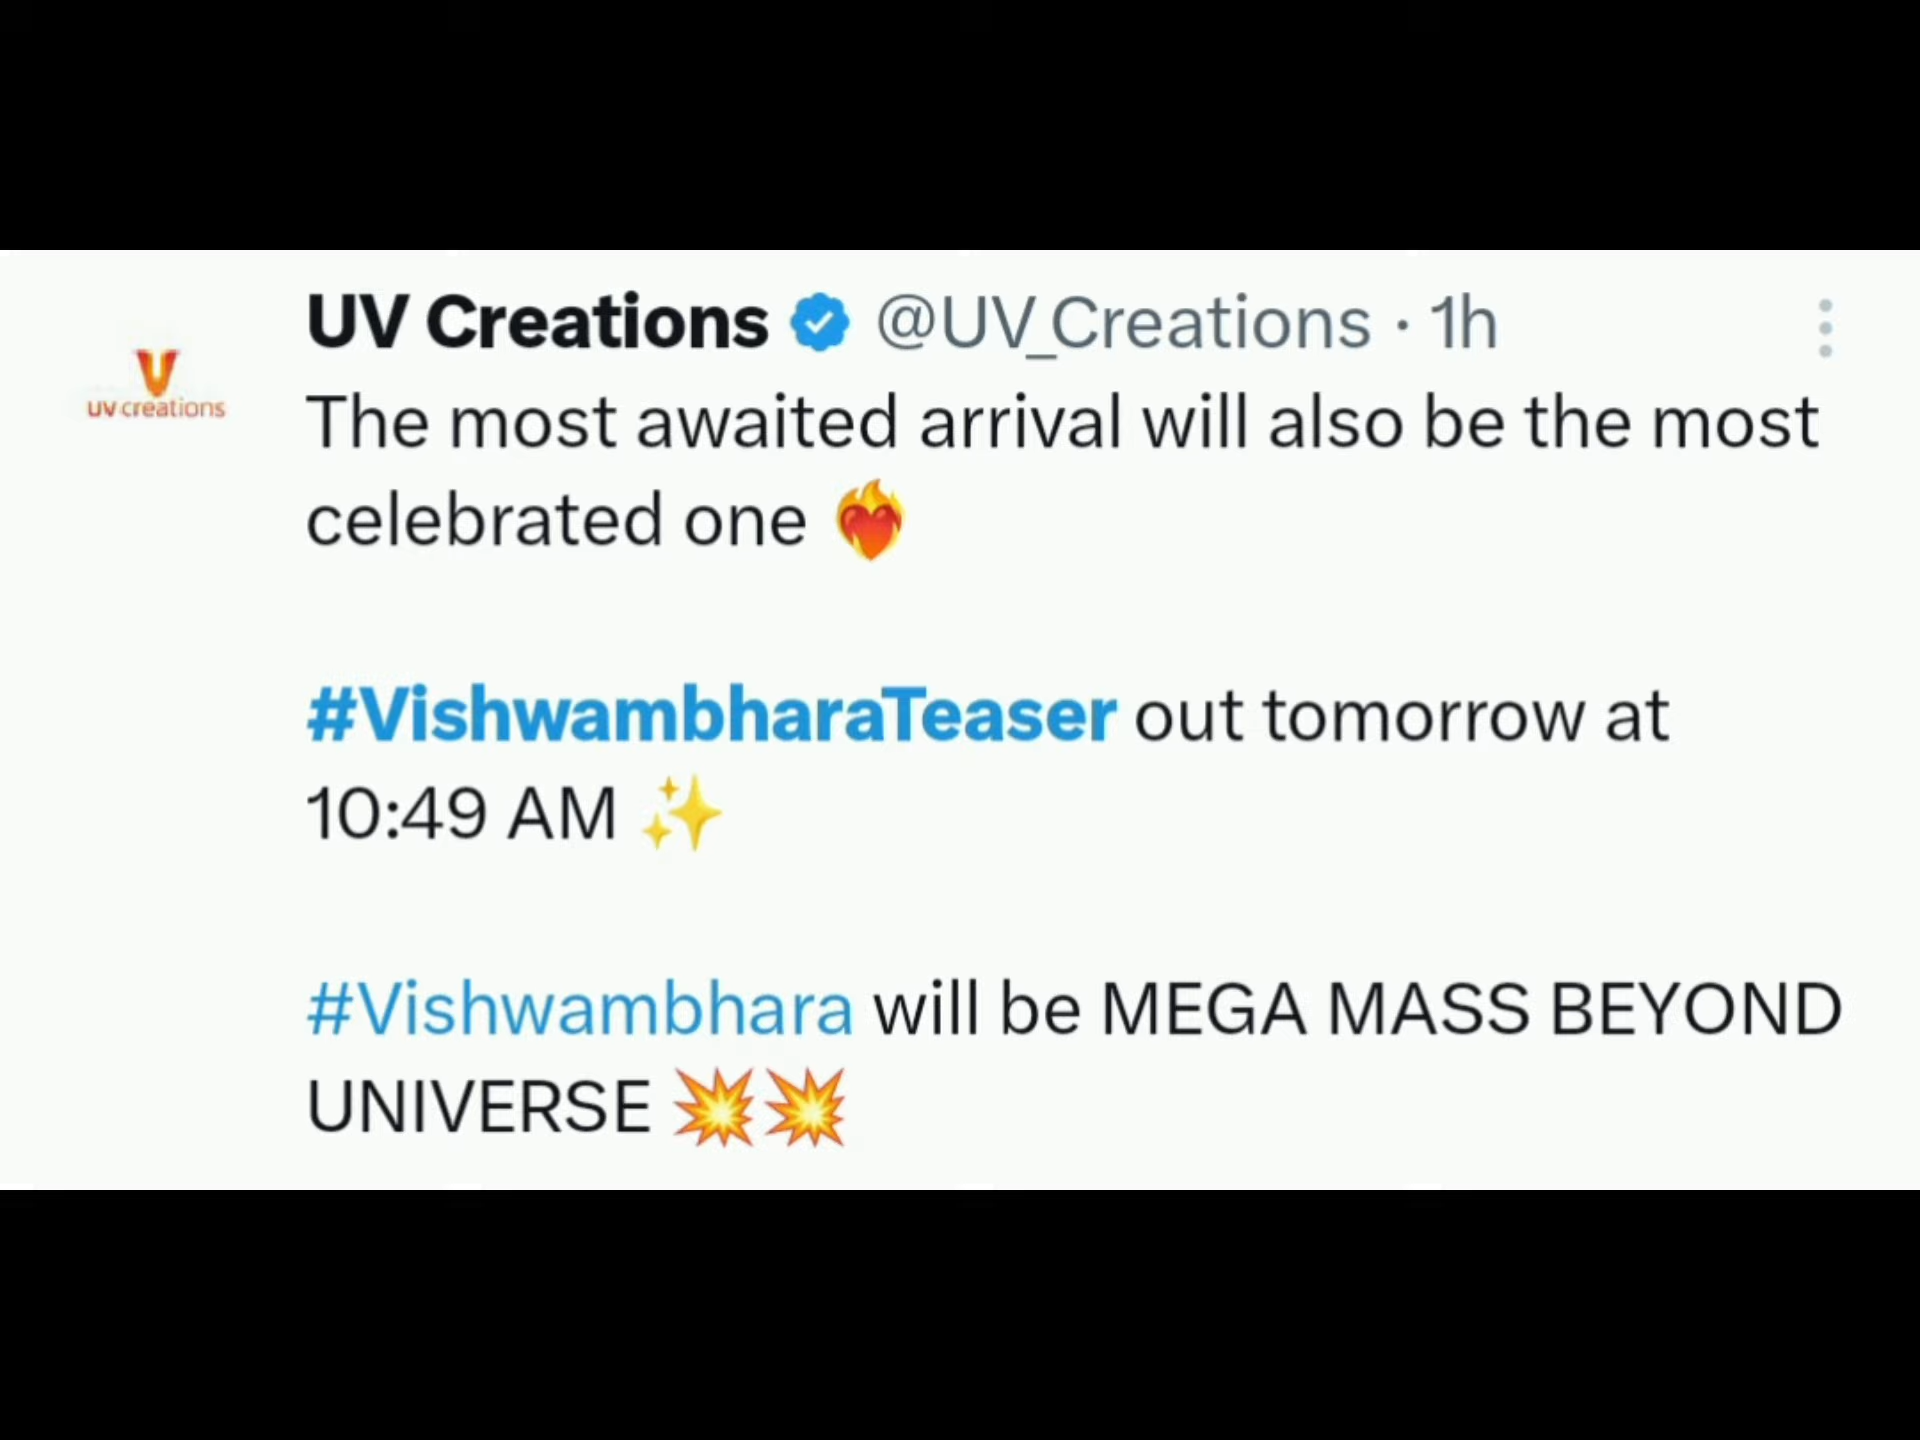 UV Creations @UV_Creations · 1h
UV creations
The most awaited arrival will also be the most
celebrated one ❤️‍🔥
#VishwambharaTeaser out tomorrow at
10:49 AM ✨
#Vishwambhara will be MEGA MASS BEYOND
UNIVERSE 💥💥